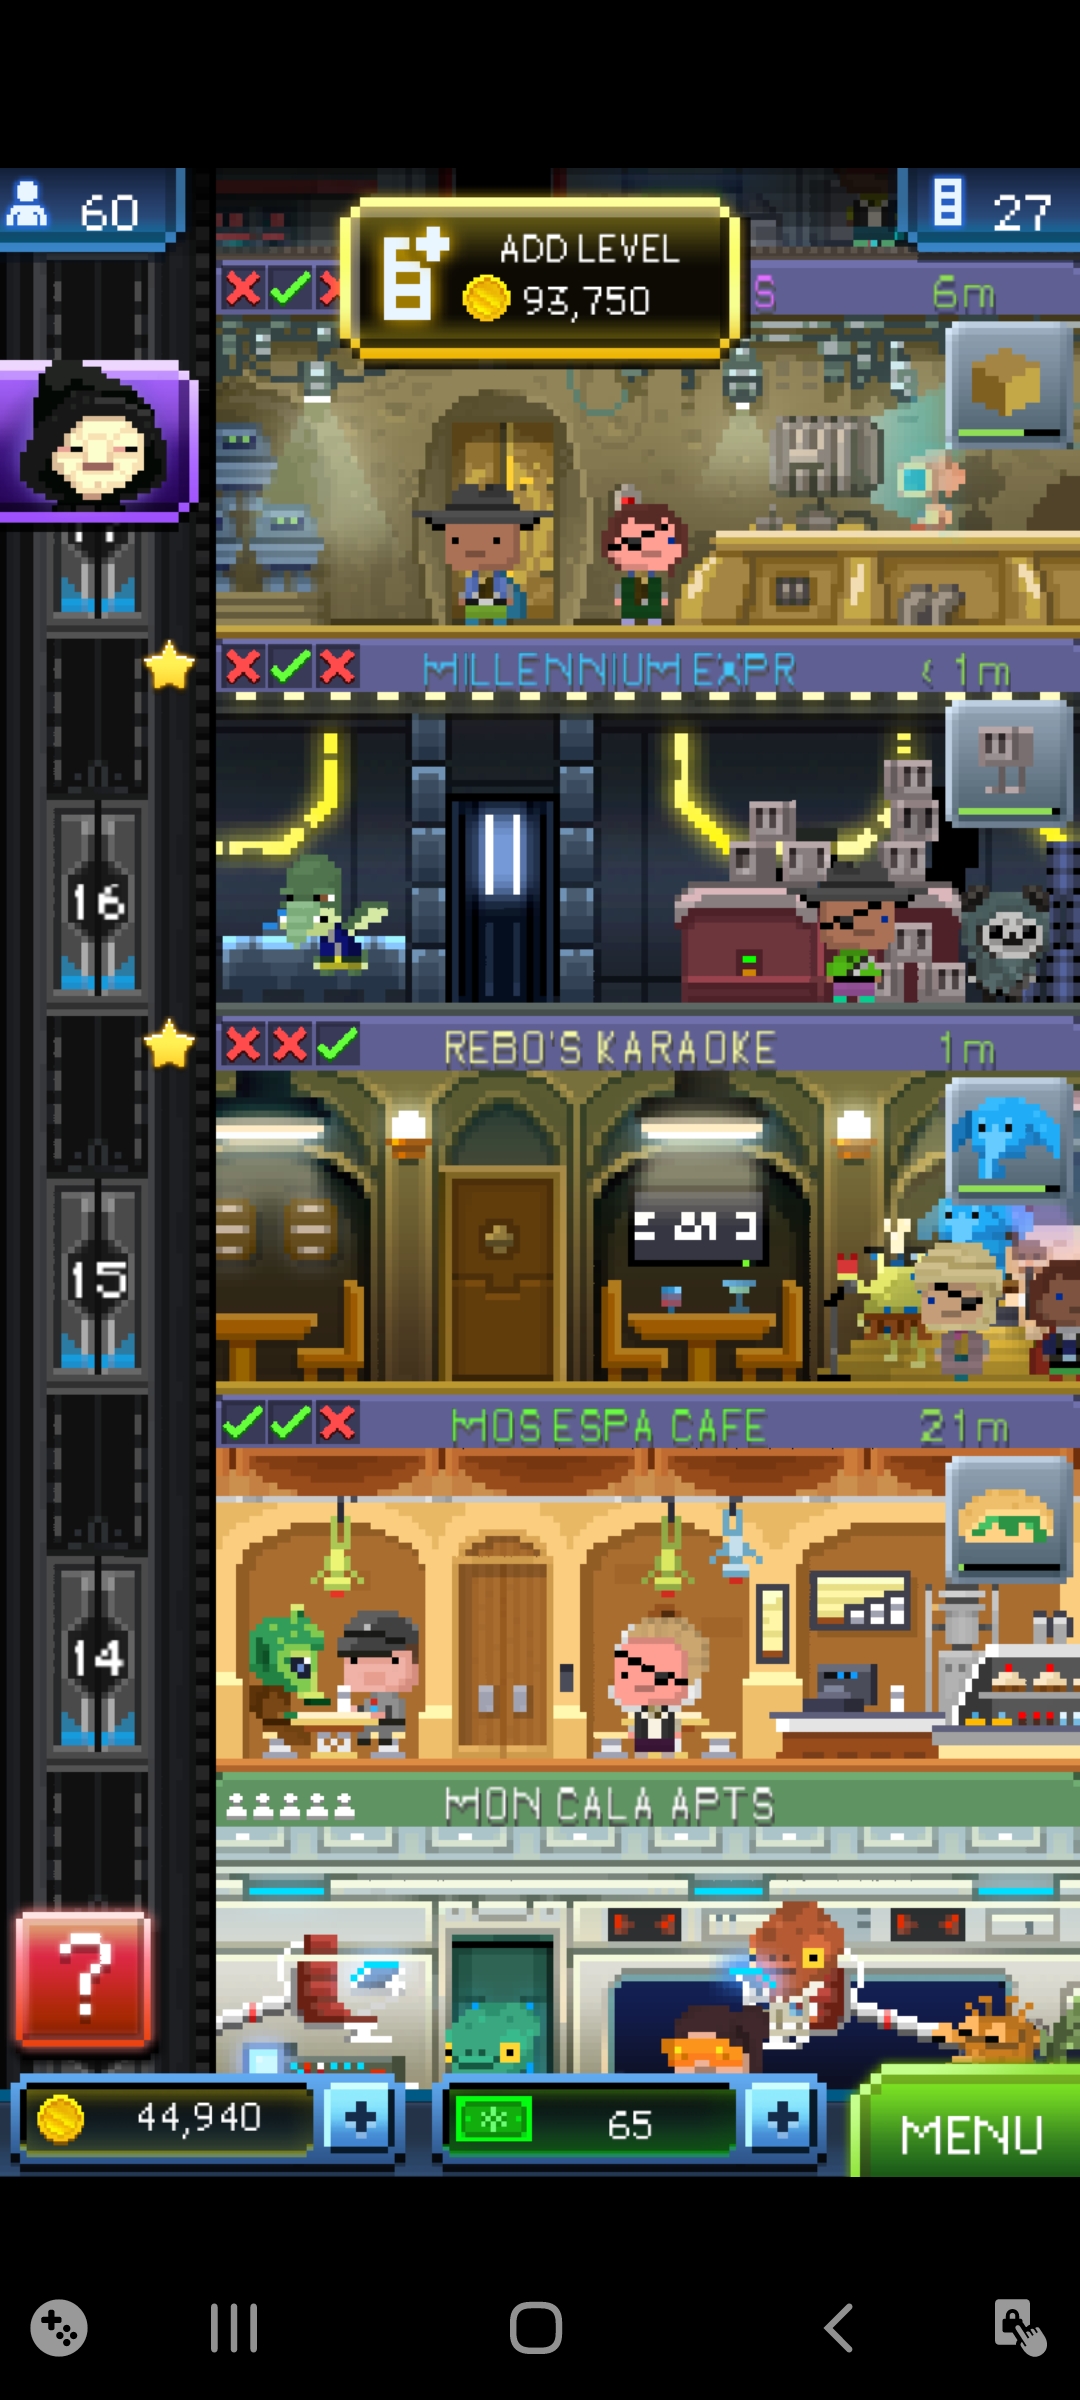 60
27
ADD LEVEL
93,750
S 6m
MILLENNIUM EXPR < 1m
16
REBO'S KARAOKE 1m
15
MOS ESPA CAFE 21m
14
MON CALA APTS
?
44,940
65
MENU